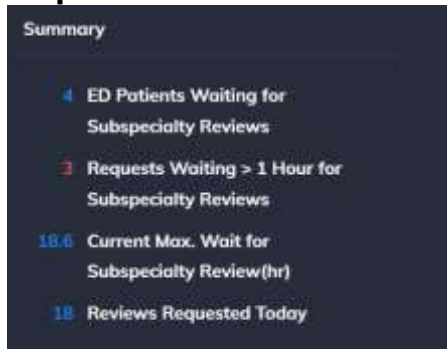 Summary
4 ED Patients Waiting for
Subspecialty Reviews
3 Requests Waiting > 1 Hour for
Subspecialty Reviews
18.6 Current Max. Wait for
Subspecialty Review(hr)
18 Reviews Requested Today